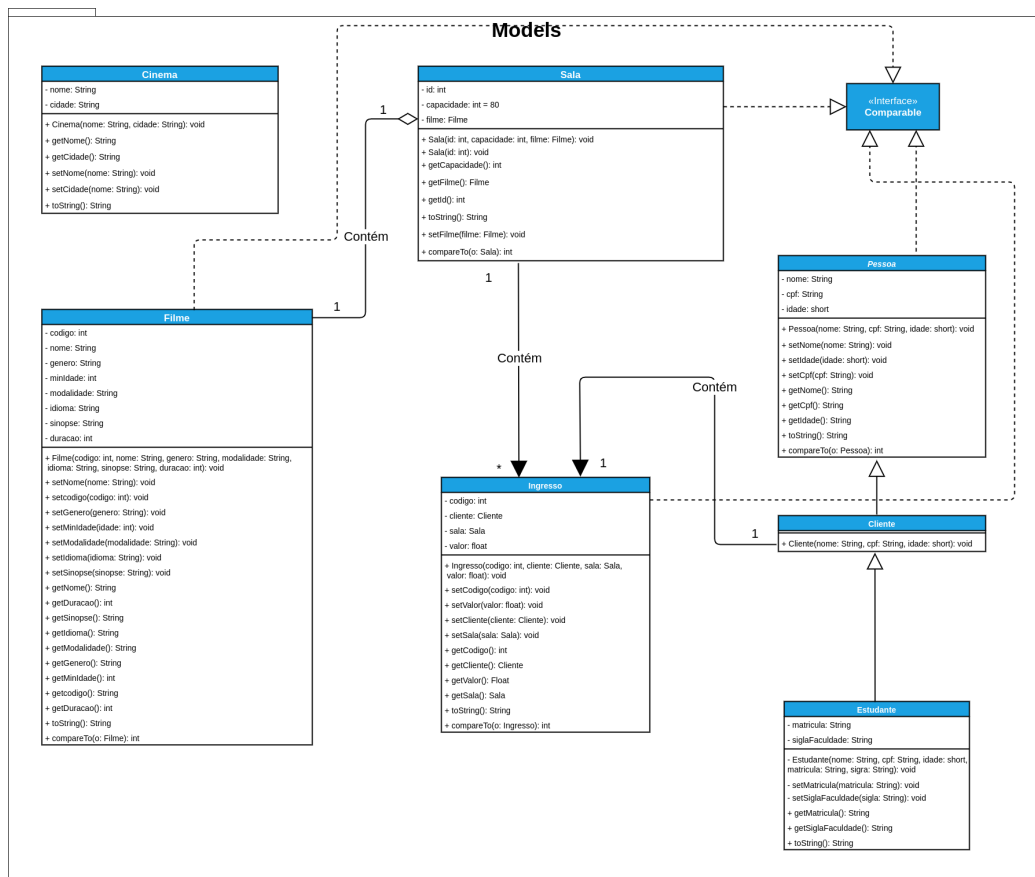 Models
Cinema
- nome: String
- cidade: String
+ Cinema(nome: String, cidade: String): void
+ getNome(): String
+ getCidade(): String
+ setNome(nome: String): void
+ setCidade(nome: String): void
+ toString(): String
Sala
- id: int
- capacidade: int = 80
- filme: Filme
+ Sala(id: int, capacidade: int, filme: Filme): void
+ Sala(id: int): void
+ getCapacidade(): int
+ getFilme(): Filme
+ getId(): int
+ toString(): String
+ setFilme(filme: Filme): void
+ compareTo(o: Sala): int
«Interface»
Comparable
1
Contém
1
1
Contém
*
Contém
1
1
Filme
- codigo: int
- nome: String
- genero: String
- minIdade: int
- modalidade: String
- idioma: String
- sinopse: String
- duracao: int
+ Filme(codigo: int, nome: String, genero: String, modalidade: String,
idioma: String, sinopse: String, duracao: int): void
+ setNome(nome: String): void
+ setcodigo(codigo: int): void
+ setGenero(genero: String): void
+ setMinIdade(idade: int): void
+ setModalidade(modalidade: String): void
+ setIdioma(idioma: String): void
+ setSinopse(sinopse: String): void
+ getNome(): String
+ getDuracao(): int
+ getSinopse(): String
+ getIdioma(): String
+ getModalidade(): String
+ getGenero(): String
+ getMinIdade(): int
+ getcodigo(): String
+ getDuracao(): int
+ toString(): String
+ compareTo(o: Filme): int
Ingresso
- codigo: int
- cliente: Cliente
- sala: Sala
- valor: float
+ Ingresso(codigo: int, cliente: Cliente, sala: Sala,
valor: float): void
+ setCodigo(codigo: int): void
+ setValor(valor: float): void
+ setCliente(cliente: Cliente): void
+ setSala(sala: Sala): void
+ getCodigo(): int
+ getCliente(): Cliente
+ getValor(): Float
+ getSala(): Sala
+ toString(): String
+ compareTo(o: Ingresso): int
Pessoa
- nome: String
- cpf: String
- idade: short
+ Pessoa(nome: String, cpf: String, idade: short): void
+ setNome(nome: String): void
+ setIdade(idade: short): void
+ setCpf(cpf: String): void
+ getNome(): String
+ getCpf(): String
+ getIdade(): String
+ toString(): String
+ compareTo(o: Pessoa): int
Cliente
+ Cliente(nome: String, cpf: String, idade: short): void
Estudante
- matricula: String
- siglaFaculdade: String
- Estudante(nome: String, cpf: String, idade: short,
matricula: String, sigra: String): void
- setMatricula(matricula: String): void
- setSiglaFaculdade(sigla: String): void
+ getMatricula(): String
+ getSiglaFaculdade(): String
+ toString(): String